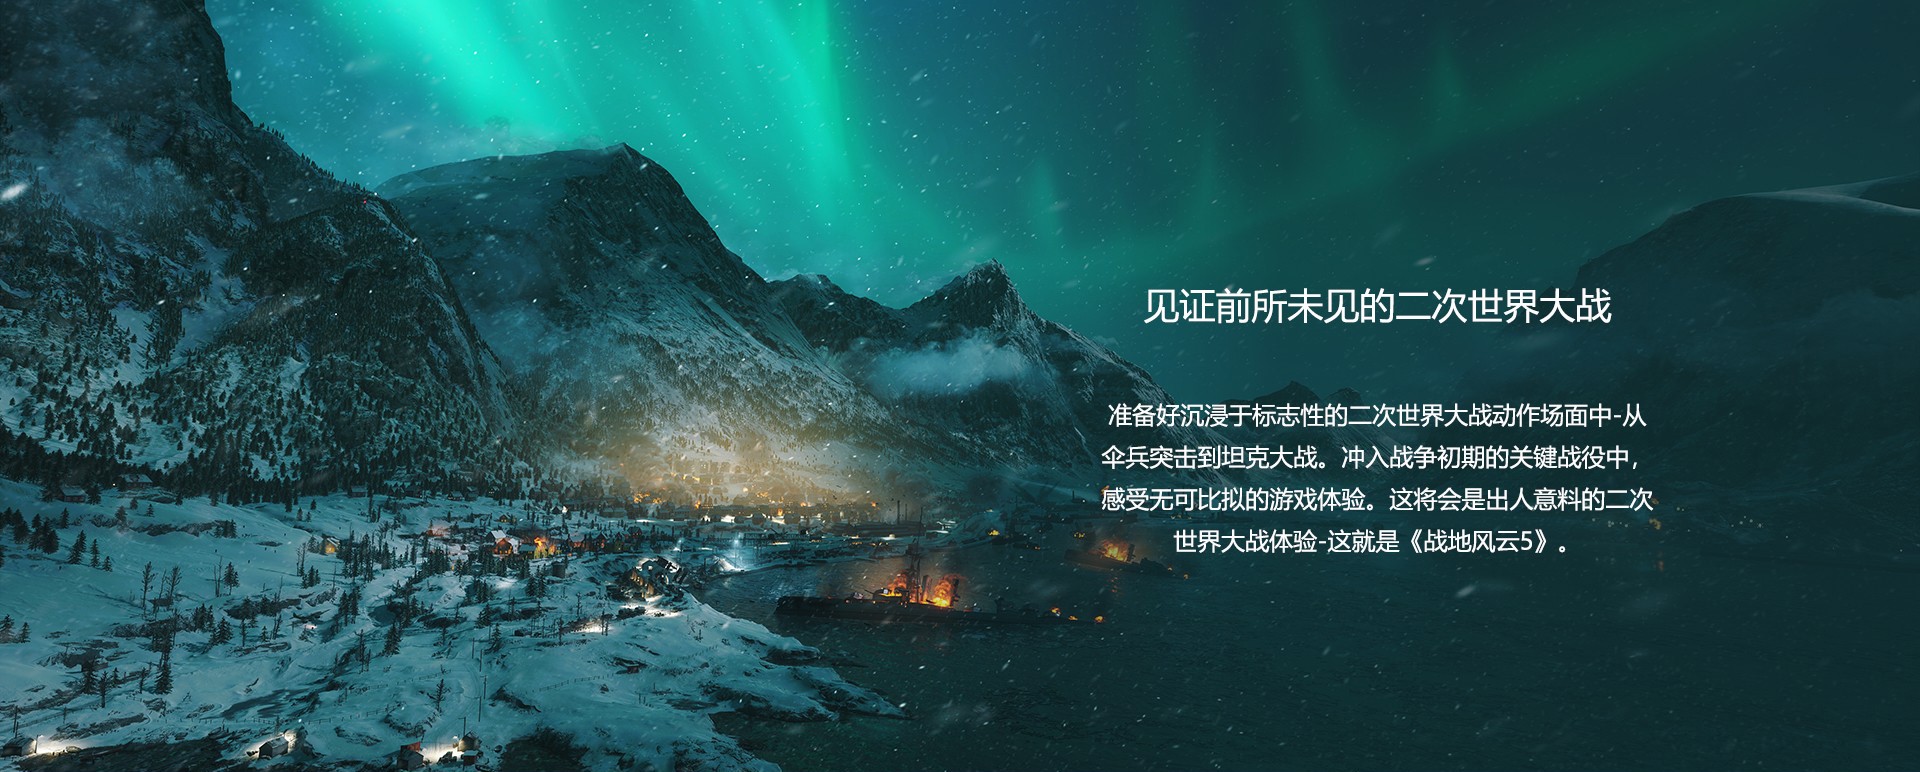 见证前所未见的二次世界大战
准备好沉浸于标志性的二次世界大战动作场面中-从
伞兵突击到坦克大战。冲入战争初期的关键战役中，
感受无可比拟的游戏体验。这将会是出人意料的二次
世界大战体验-这就是《战地风云5》。